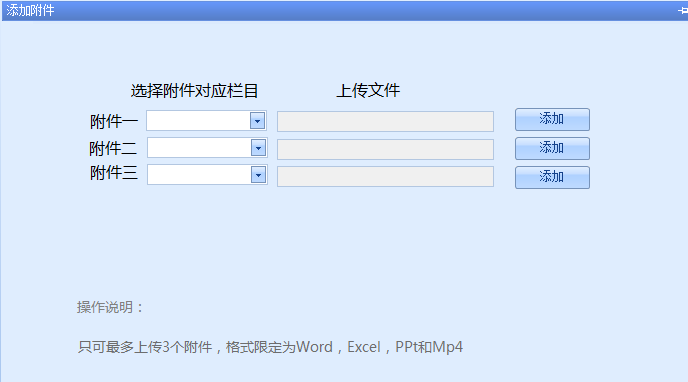 添加附件
选择附件对应栏目 上传文件
附件一 添加
附件二 添加
附件三 添加
操作说明：
只可最多上传3个附件，格式限定为Word，Excel，PPt和Mp4